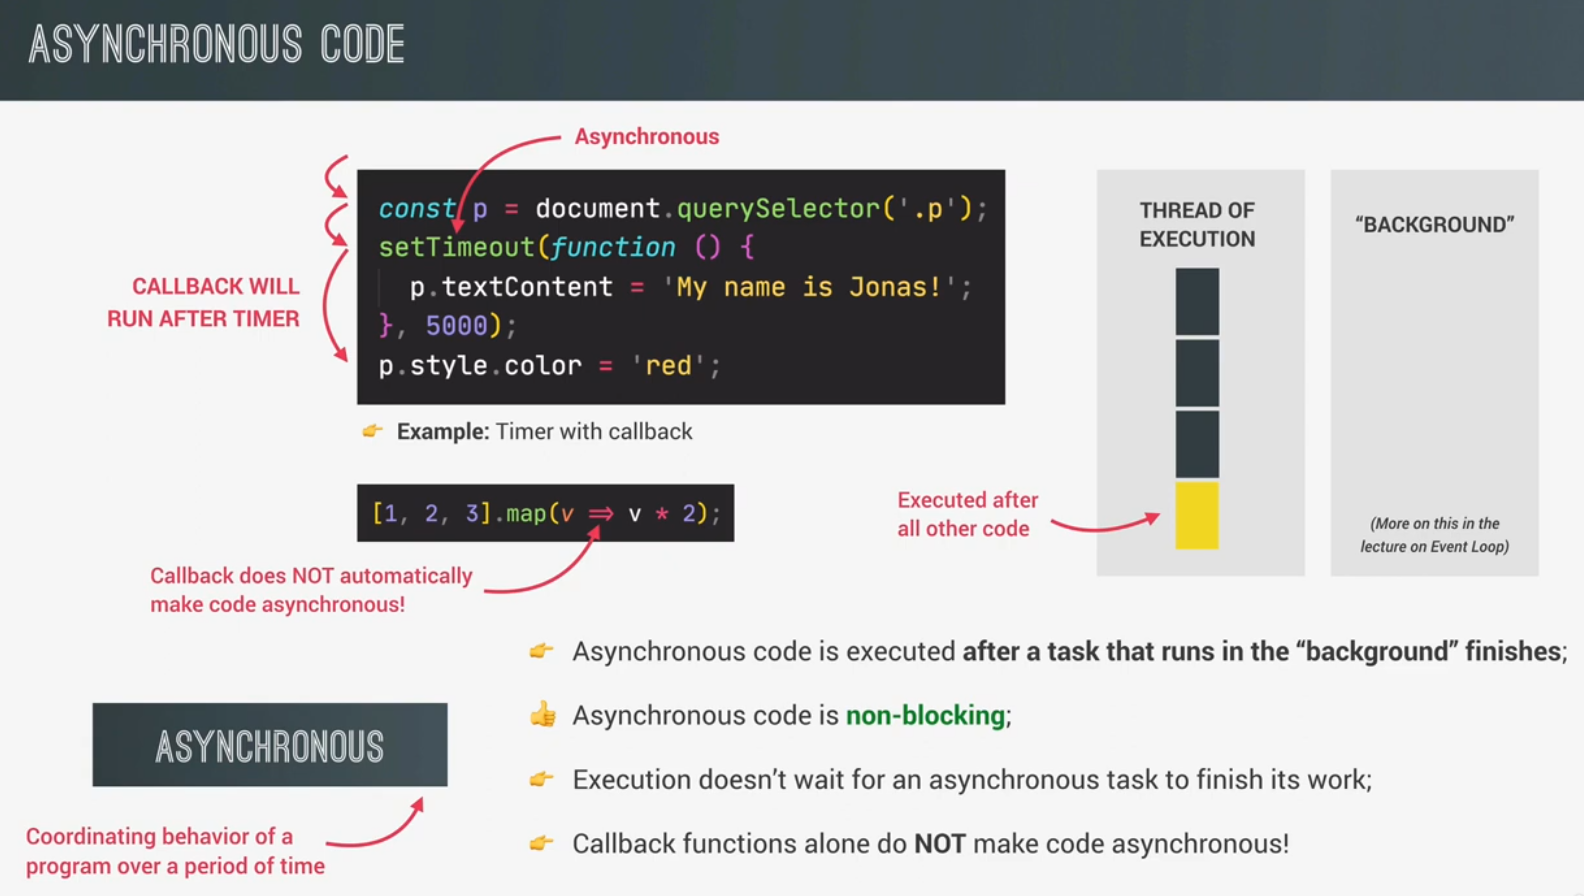 ASYNCHRONOUS CODE
Asynchronous
const p = document.querySelector('.p');
setTimeout(function () {
p.textContent = 'My name is Jonas!';
}, 5000);
p.style.color = 'red';
CALLBACK WILL
RUN AFTER TIMER
👉 Example: Timer with callback
[1, 2, 3].map(v => v * 2);
Callback does NOT automatically
make code asynchronous!
THREAD OF
EXECUTION
Executed after
all other code
“BACKGROUND”
(More on this in the
lecture on Event Loop)
👉 Asynchronous code is executed after a task that runs in the “background” finishes;
👍 Asynchronous code is non-blocking;
👉 Execution doesn’t wait for an asynchronous task to finish its work;
👉 Callback functions alone do NOT make code asynchronous!
ASYNCHRONOUS
Coordinating behavior of a
program over a period of time